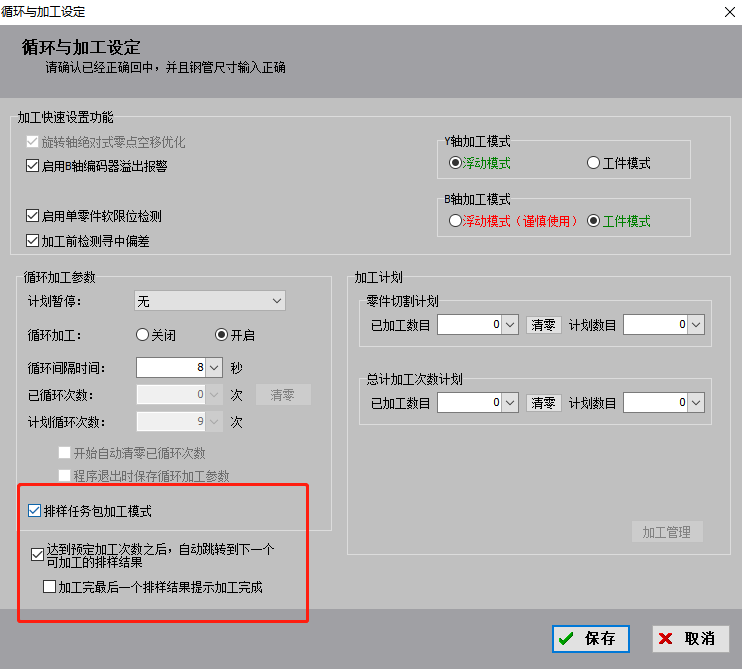 循环与加工设定
循环与加工设定
请确认已经正确回中，并且钢管尺寸输入正确
加工快速设置功能
旋转轴绝对式零点空移优化
启用B轴编码器溢出报警
启用单零件软限位检测
加工前检测寻中偏差
Y轴加工模式
浮动模式 工件模式
B轴加工模式
浮动模式（谨慎使用） 工件模式
循环加工参数
计划暂停： 无
循环加工： 关闭 开启
循环间隔时间： 8 秒
已循环次数： 0 次 清零
计划循环次数： 9 次
开始自动清零已循环次数
程序退出时保存循环加工参数
排样任务包加工模式
达到预定加工次数之后，自动跳转到下一个
可加工的排样结果
加工完最后一个排样结果提示加工完成
加工计划
零件切割计划
已加工数目 0 清零 计划数目 0
总计加工次数计划
已加工数目 0 清零 计划数目 0
加工管理
保存 取消